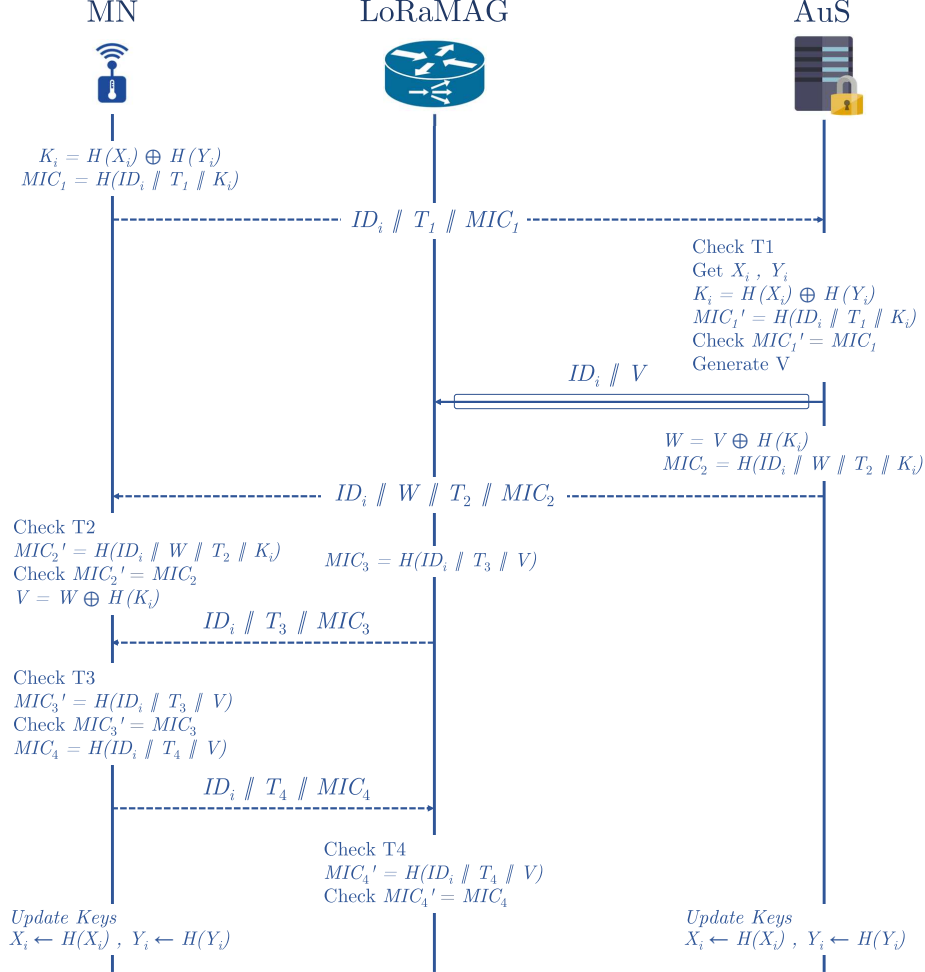 MN LoRaMAG AuS
K_i = H(X_i) ⊕ H(Y_i)
MIC_1 = H(ID_i ∥ T_1 ∥ K_i)
ID_i ∥ T_1 ∥ MIC_1
Check T1
Get X_i , Y_i
K_i = H(X_i) ⊕ H(Y_i)
MIC_1' = H(ID_i ∥ T_1 ∥ K_i)
Check MIC_1' = MIC_1
Generate V
ID_i ∥ V
W = V ⊕ H(K_i)
MIC_2 = H(ID_i ∥ W ∥ T_2 ∥ K_i)
ID_i ∥ W ∥ T_2 ∥ MIC_2
Check T2
MIC_2' = H(ID_i ∥ W ∥ T_2 ∥ K_i)
Check MIC_2' = MIC_2
V = W ⊕ H(K_i)
MIC_3 = H(ID_i ∥ T_3 ∥ V)
ID_i ∥ T_3 ∥ MIC_3
Check T3
MIC_3' = H(ID_i ∥ T_3 ∥ V)
Check MIC_3' = MIC_3
MIC_4 = H(ID_i ∥ T_4 ∥ V)
ID_i ∥ T_4 ∥ MIC_4
Check T4
MIC_4' = H(ID_i ∥ T_4 ∥ V)
Check MIC_4' = MIC_4
Update Keys
X_i ← H(X_i) , Y_i ← H(Y_i)
Update Keys
X_i ← H(X_i) , Y_i ← H(Y_i)